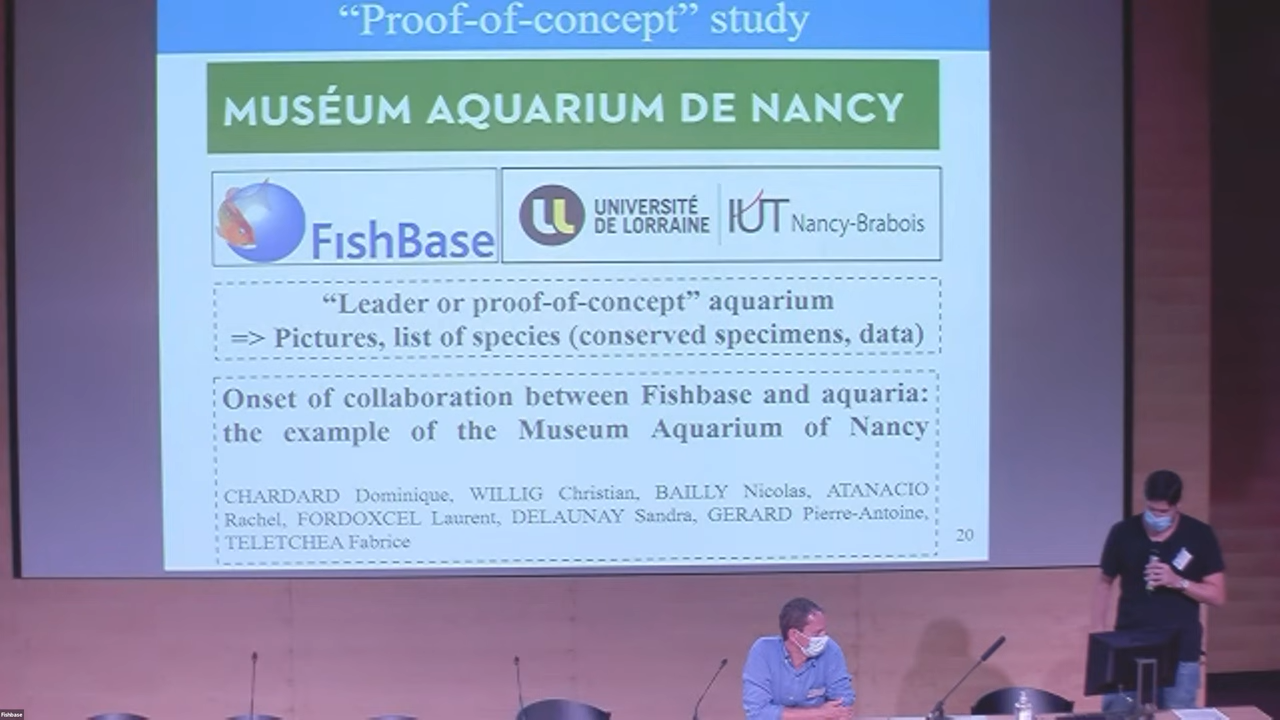 “Proof-of-concept” study
MUSÉUM AQUARIUM DE NANCY
FishBase
UNIVERSITÉ
DE LORRAINE
IUT Nancy-Brabois
“Leader or proof-of-concept” aquarium
=> Pictures, list of species (conserved specimens, data)
Onset of collaboration between Fishbase and aquaria:
the example of the Museum Aquarium of Nancy
CHARDARD Dominique, WILLIG Christian, BAILLY Nicolas, ATANACIO
Rachel, FORDOXCEL Laurent, DELAUNAY Sandra, GERARD Pierre-Antoine,
TELETCHEA Fabrice
20
Fishbase